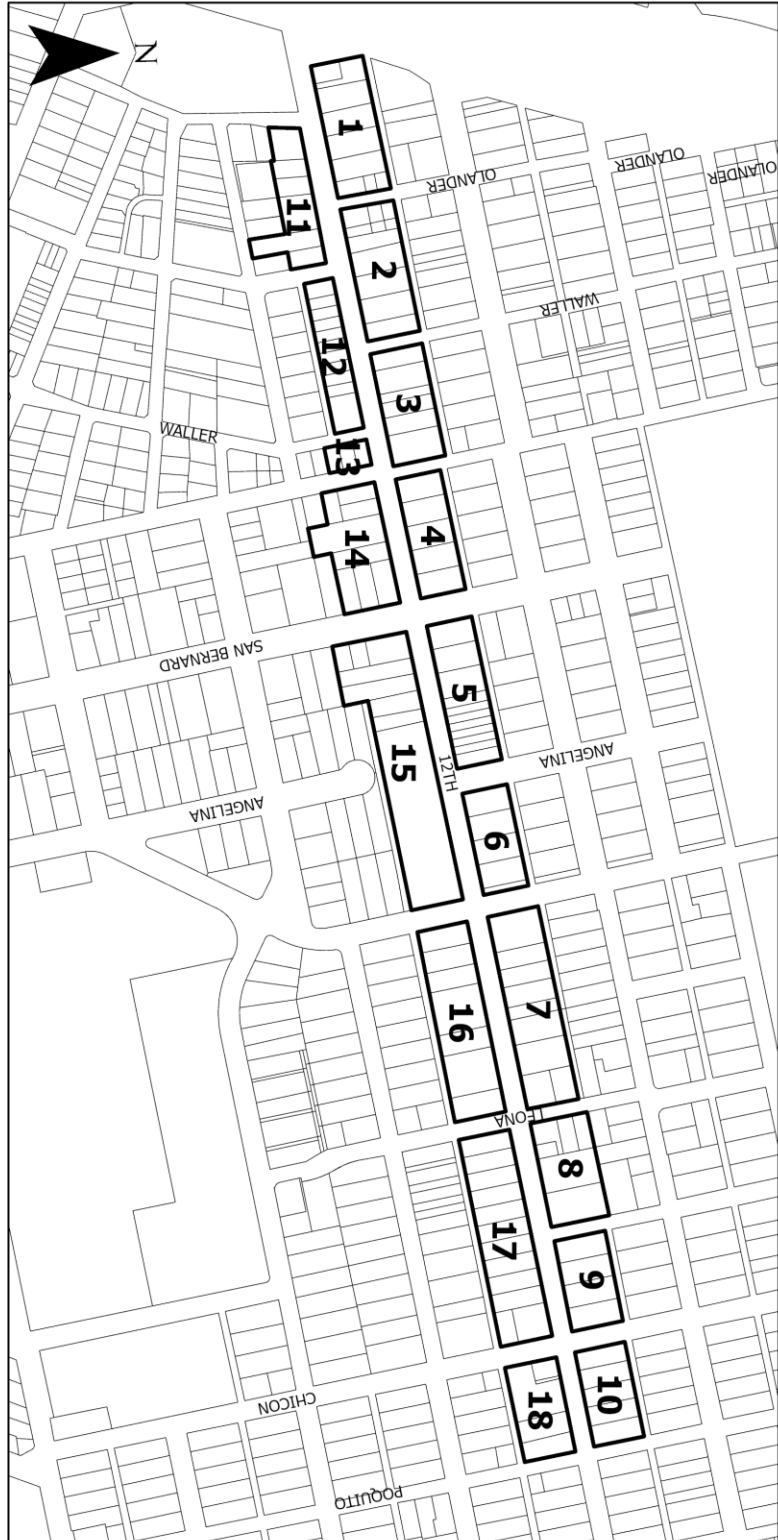 N
OLANDER
OLANDER
OLANDER
WALLER
WALLER
SAN BERNARD
ANGELINA
ANGELINA
12TH
LEONA
CHICON
POQUITO
1
2
3
4
5
6
7
8
9
10
11
12
13
14
15
16
17
18